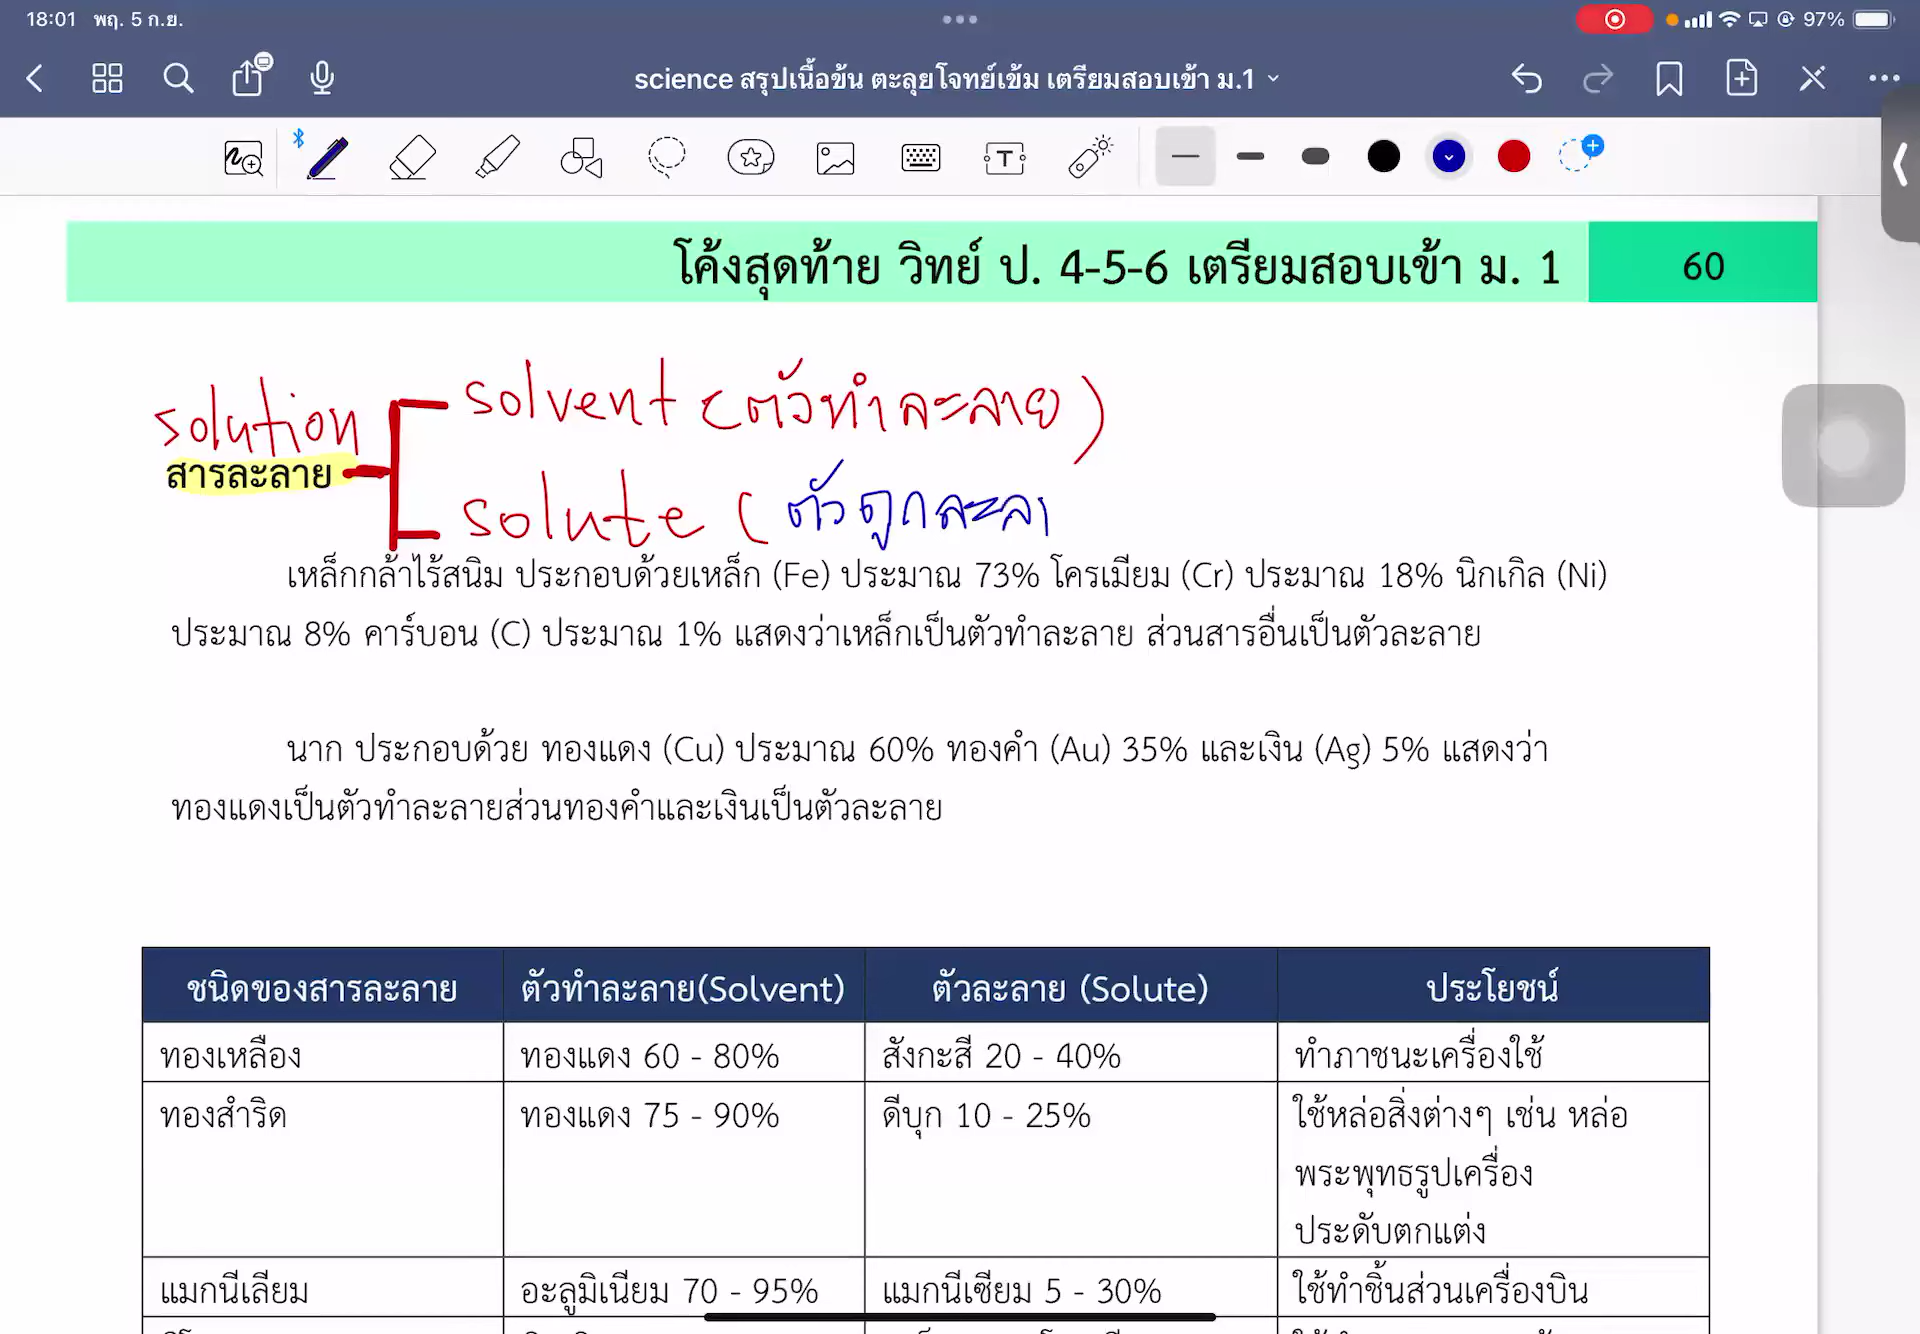 18:01 พฤ. 5 ก.ย.
97%
science สรุปเนื้อข้น ตะลุยโจทย์เข้ม เตรียมสอบเข้า ม.1
โค้งสุดท้าย วิทย์ ป. 4-5-6 เตรียมสอบเข้า ม. 1
60
solvent (ตัวทำละลาย)
solution
สารละลาย
solute ( ตัวถูกละลา
เหล็กกล้าไร้สนิม ประกอบด้วยเหล็ก (Fe) ประมาณ 73% โครเมียม (Cr) ประมาณ 18% นิกเกิล (Ni)
ประมาณ 8% คาร์บอน (C) ประมาณ 1% แสดงว่าเหล็กเป็นตัวทำละลาย ส่วนสารอื่นเป็นตัวละลาย
นาก ประกอบด้วย ทองแดง (Cu) ประมาณ 60% ทองคำ (Au) 35% และเงิน (Ag) 5% แสดงว่า
ทองแดงเป็นตัวทำละลายส่วนทองคำและเงินเป็นตัวละลาย
ชนิดของสารละลาย ตัวทำละลาย(Solvent) ตัวละลาย (Solute) ประโยชน์
ทองเหลือง ทองแดง 60 - 80% สังกะสี 20 - 40% ทำภาชนะเครื่องใช้
ทองสำริด ทองแดง 75 - 90% ดีบุก 10 - 25% ใช้หล่อสิ่งต่างๆ เช่น หล่อ
พระพุทธรูปเครื่อง
ประดับตกแต่ง
แมกนีเลียม อะลูมิเนียม 70 - 95% แมกนีเซียม 5 - 30% ใช้ทำชิ้นส่วนเครื่องบิน